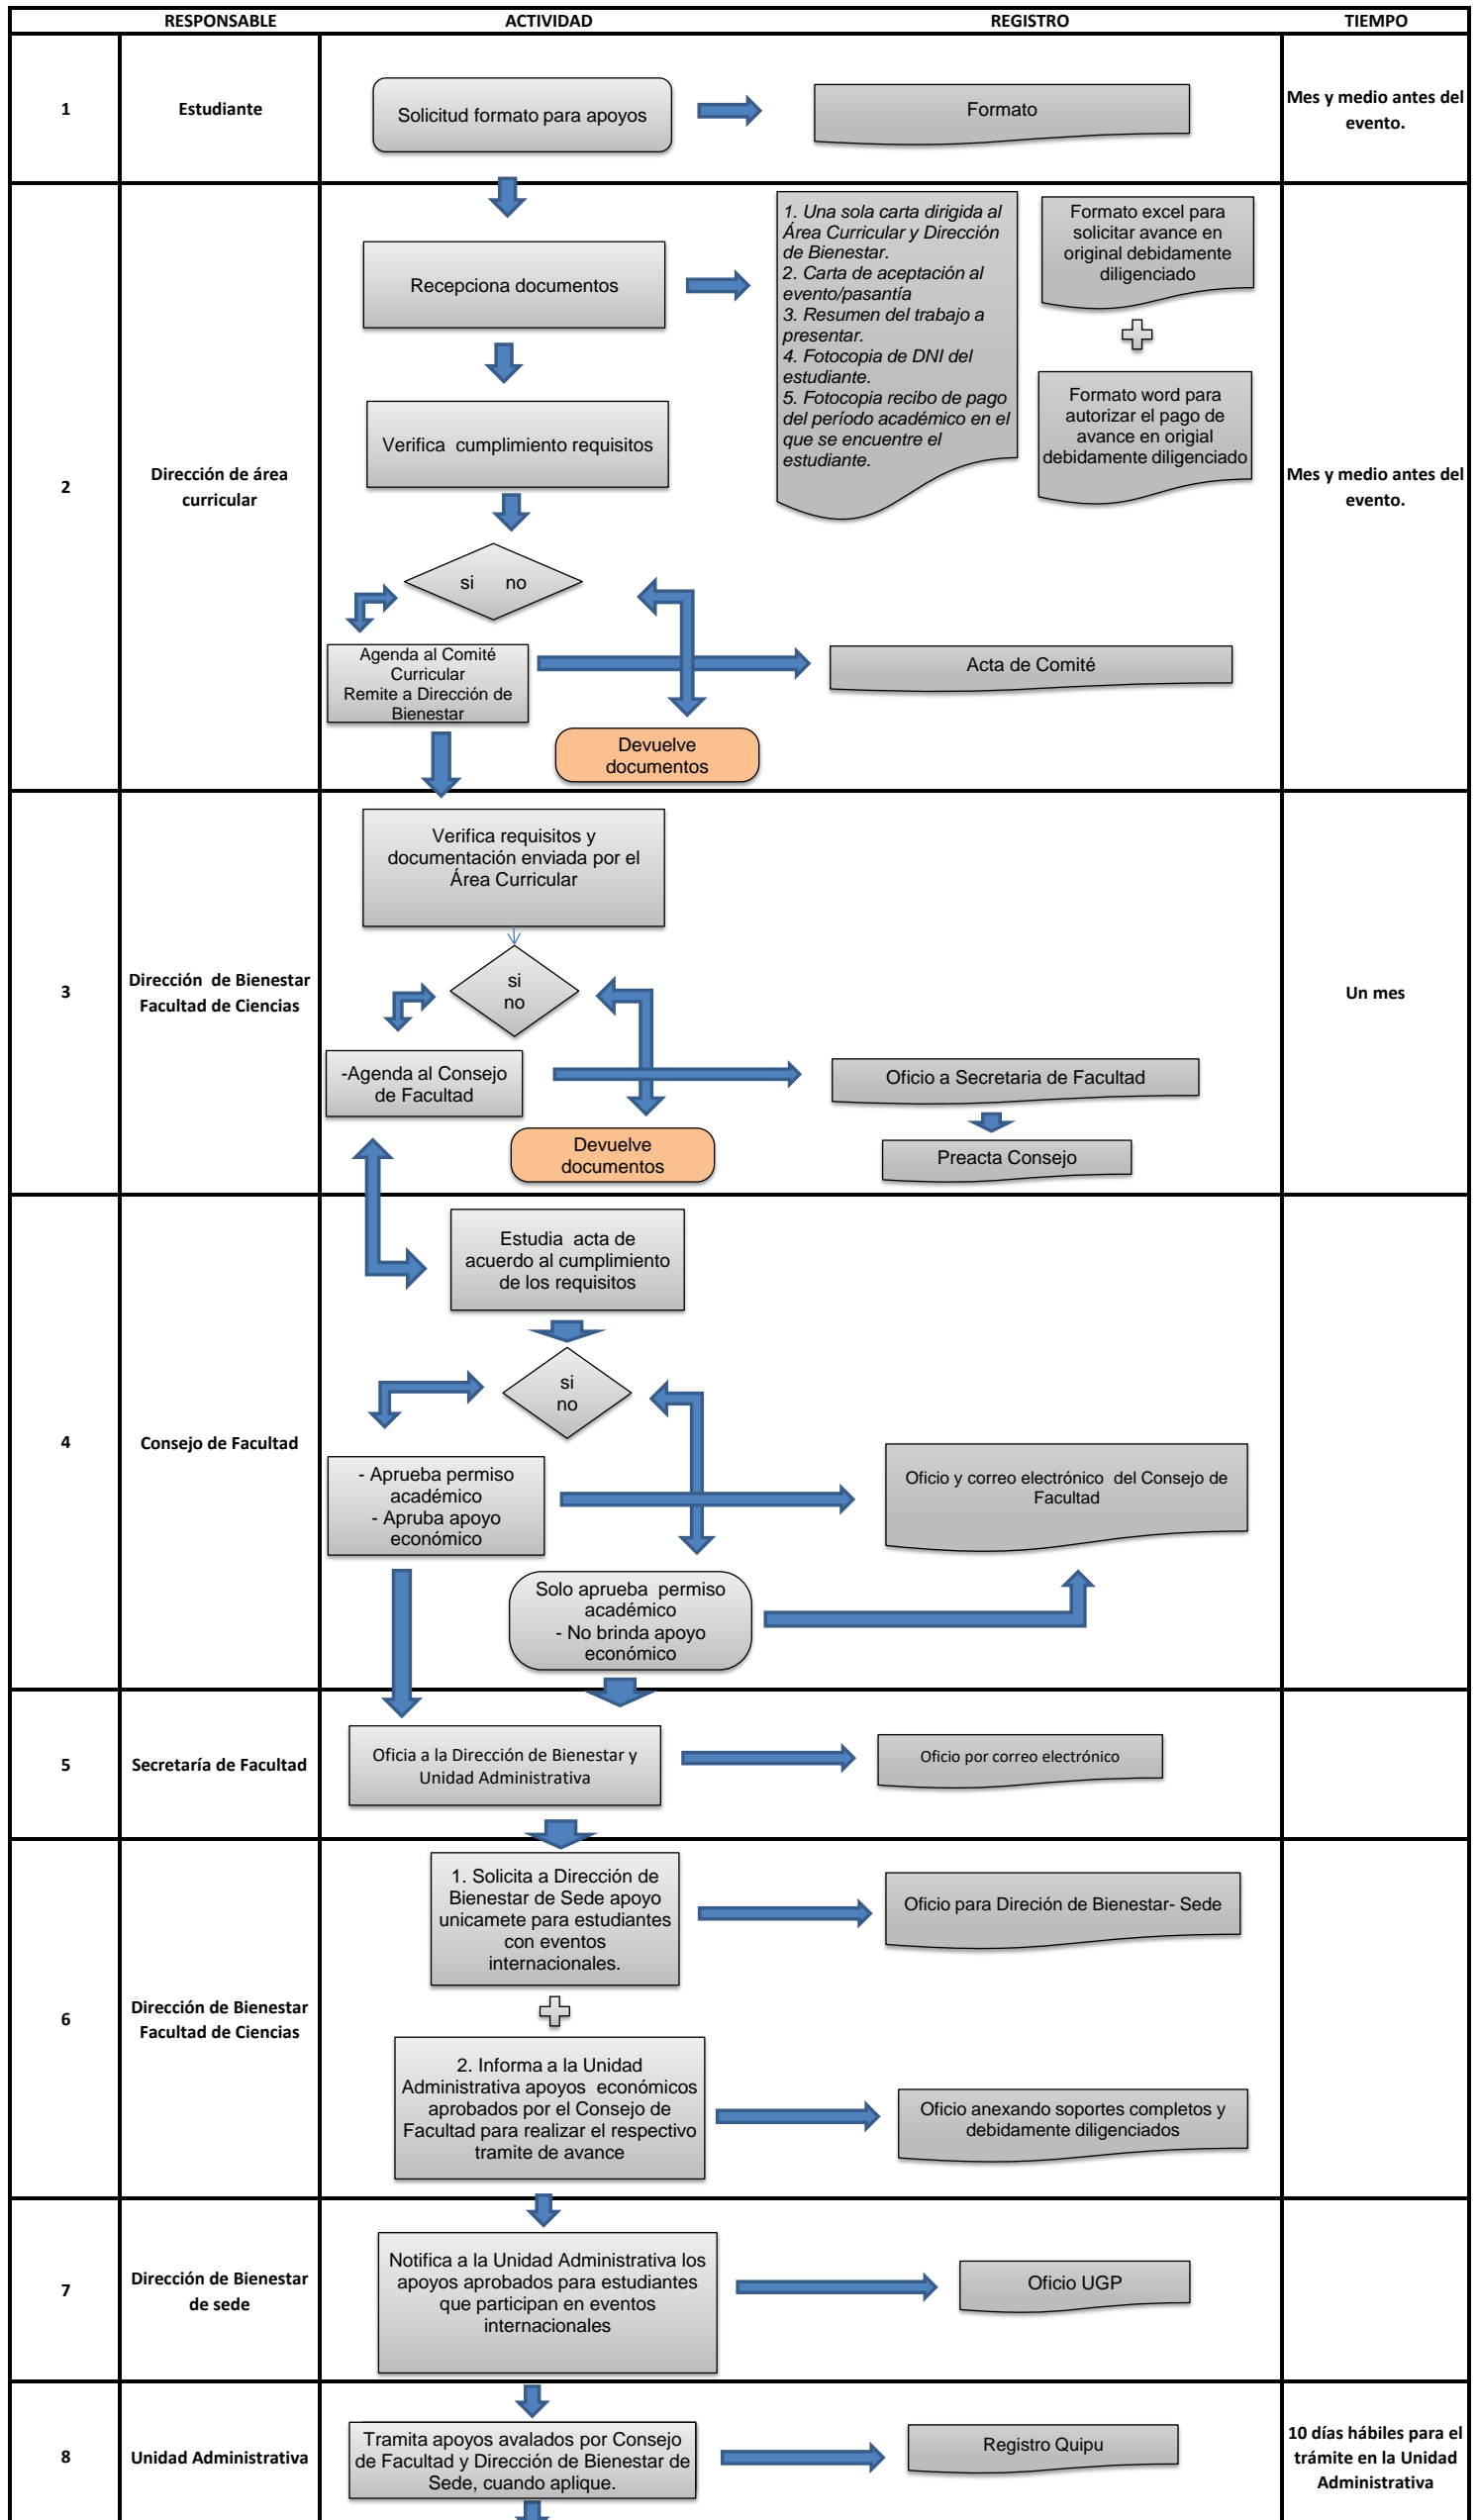 RESPONSABLE ACTIVIDAD REGISTRO TIEMPO
1
Estudiante
Solicitud formato para apoyos
Formato
Mes y medio antes del
evento.
2
Dirección de área
curricular
Recepciona documentos
1. Una sola carta dirigida al
Área Curricular y Dirección
de Bienestar.
2. Carta de aceptación al
evento/pasantía
3. Resumen del trabajo a
presentar.
4. Fotocopia de DNI del
estudiante.
5. Fotocopia recibo de pago
del período académico en el
que se encuentre el
estudiante.
Formato excel para
solicitar avance en
original debidamente
diligenciado
Formato word para
autorizar el pago de
avance en origial
debidamente diligenciado
Mes y medio antes del
evento.
Verifica cumplimiento requisitos
si no
Agenda al Comité
Curricular
Remite a Dirección de
Bienestar
Acta de Comité
Devuelve
documentos
3
Dirección de Bienestar
Facultad de Ciencias
Verifica requisitos y
documentación enviada por el
Área Curricular
si
no
Un mes
-Agenda al Consejo
de Facultad
Oficio a Secretaria de Facultad
Preacta Consejo
Devuelve
documentos
4
Consejo de Facultad
Estudia acta de
acuerdo al cumplimiento
de los requisitos
si
no
- Aprueba permiso
académico
- Apruba apoyo
económico
Oficio y correo electrónico del Consejo de
Facultad
Solo aprueba permiso
académico
- No brinda apoyo
económico
5
Secretaría de Facultad
Oficia a la Dirección de Bienestar y
Unidad Administrativa
Oficio por correo electrónico
6
Dirección de Bienestar
Facultad de Ciencias
1. Solicita a Dirección de
Bienestar de Sede apoyo
unicamete para estudiantes
con eventos
internacionales.
Oficio para Direción de Bienestar- Sede
2. Informa a la Unidad
Administrativa apoyos económicos
aprobados por el Consejo de
Facultad para realizar el respectivo
tramite de avance
Oficio anexando soportes completos y
debidamente diligenciados
7
Dirección de Bienestar
de sede
Notifica a la Unidad Administrativa los
apoyos aprobados para estudiantes
que participan en eventos
internacionales
Oficio UGP
8
Unidad Administrativa
Tramita apoyos avalados por Consejo
de Facultad y Dirección de Bienestar de
Sede, cuando aplique.
Registro Quipu
10 días hábiles para el
trámite en la Unidad
Administrativa